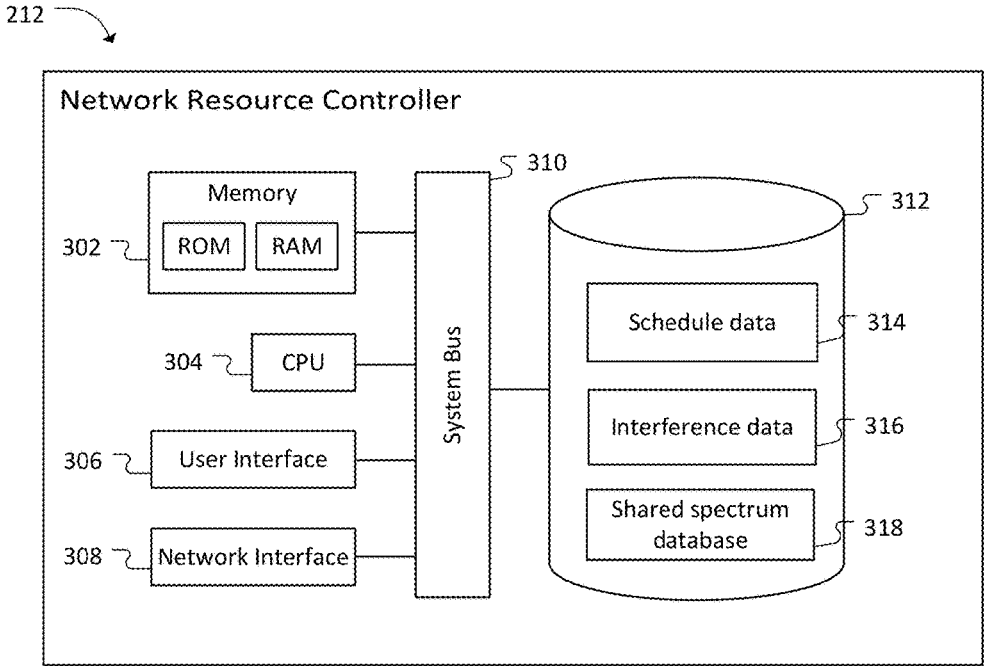 212
Network Resource Controller
310
Memory
312
ROM RAM
302
Schedule data
314
304
CPU
System Bus
Interference data
316
306
User Interface
Shared spectrum
database
318
308
Network Interface